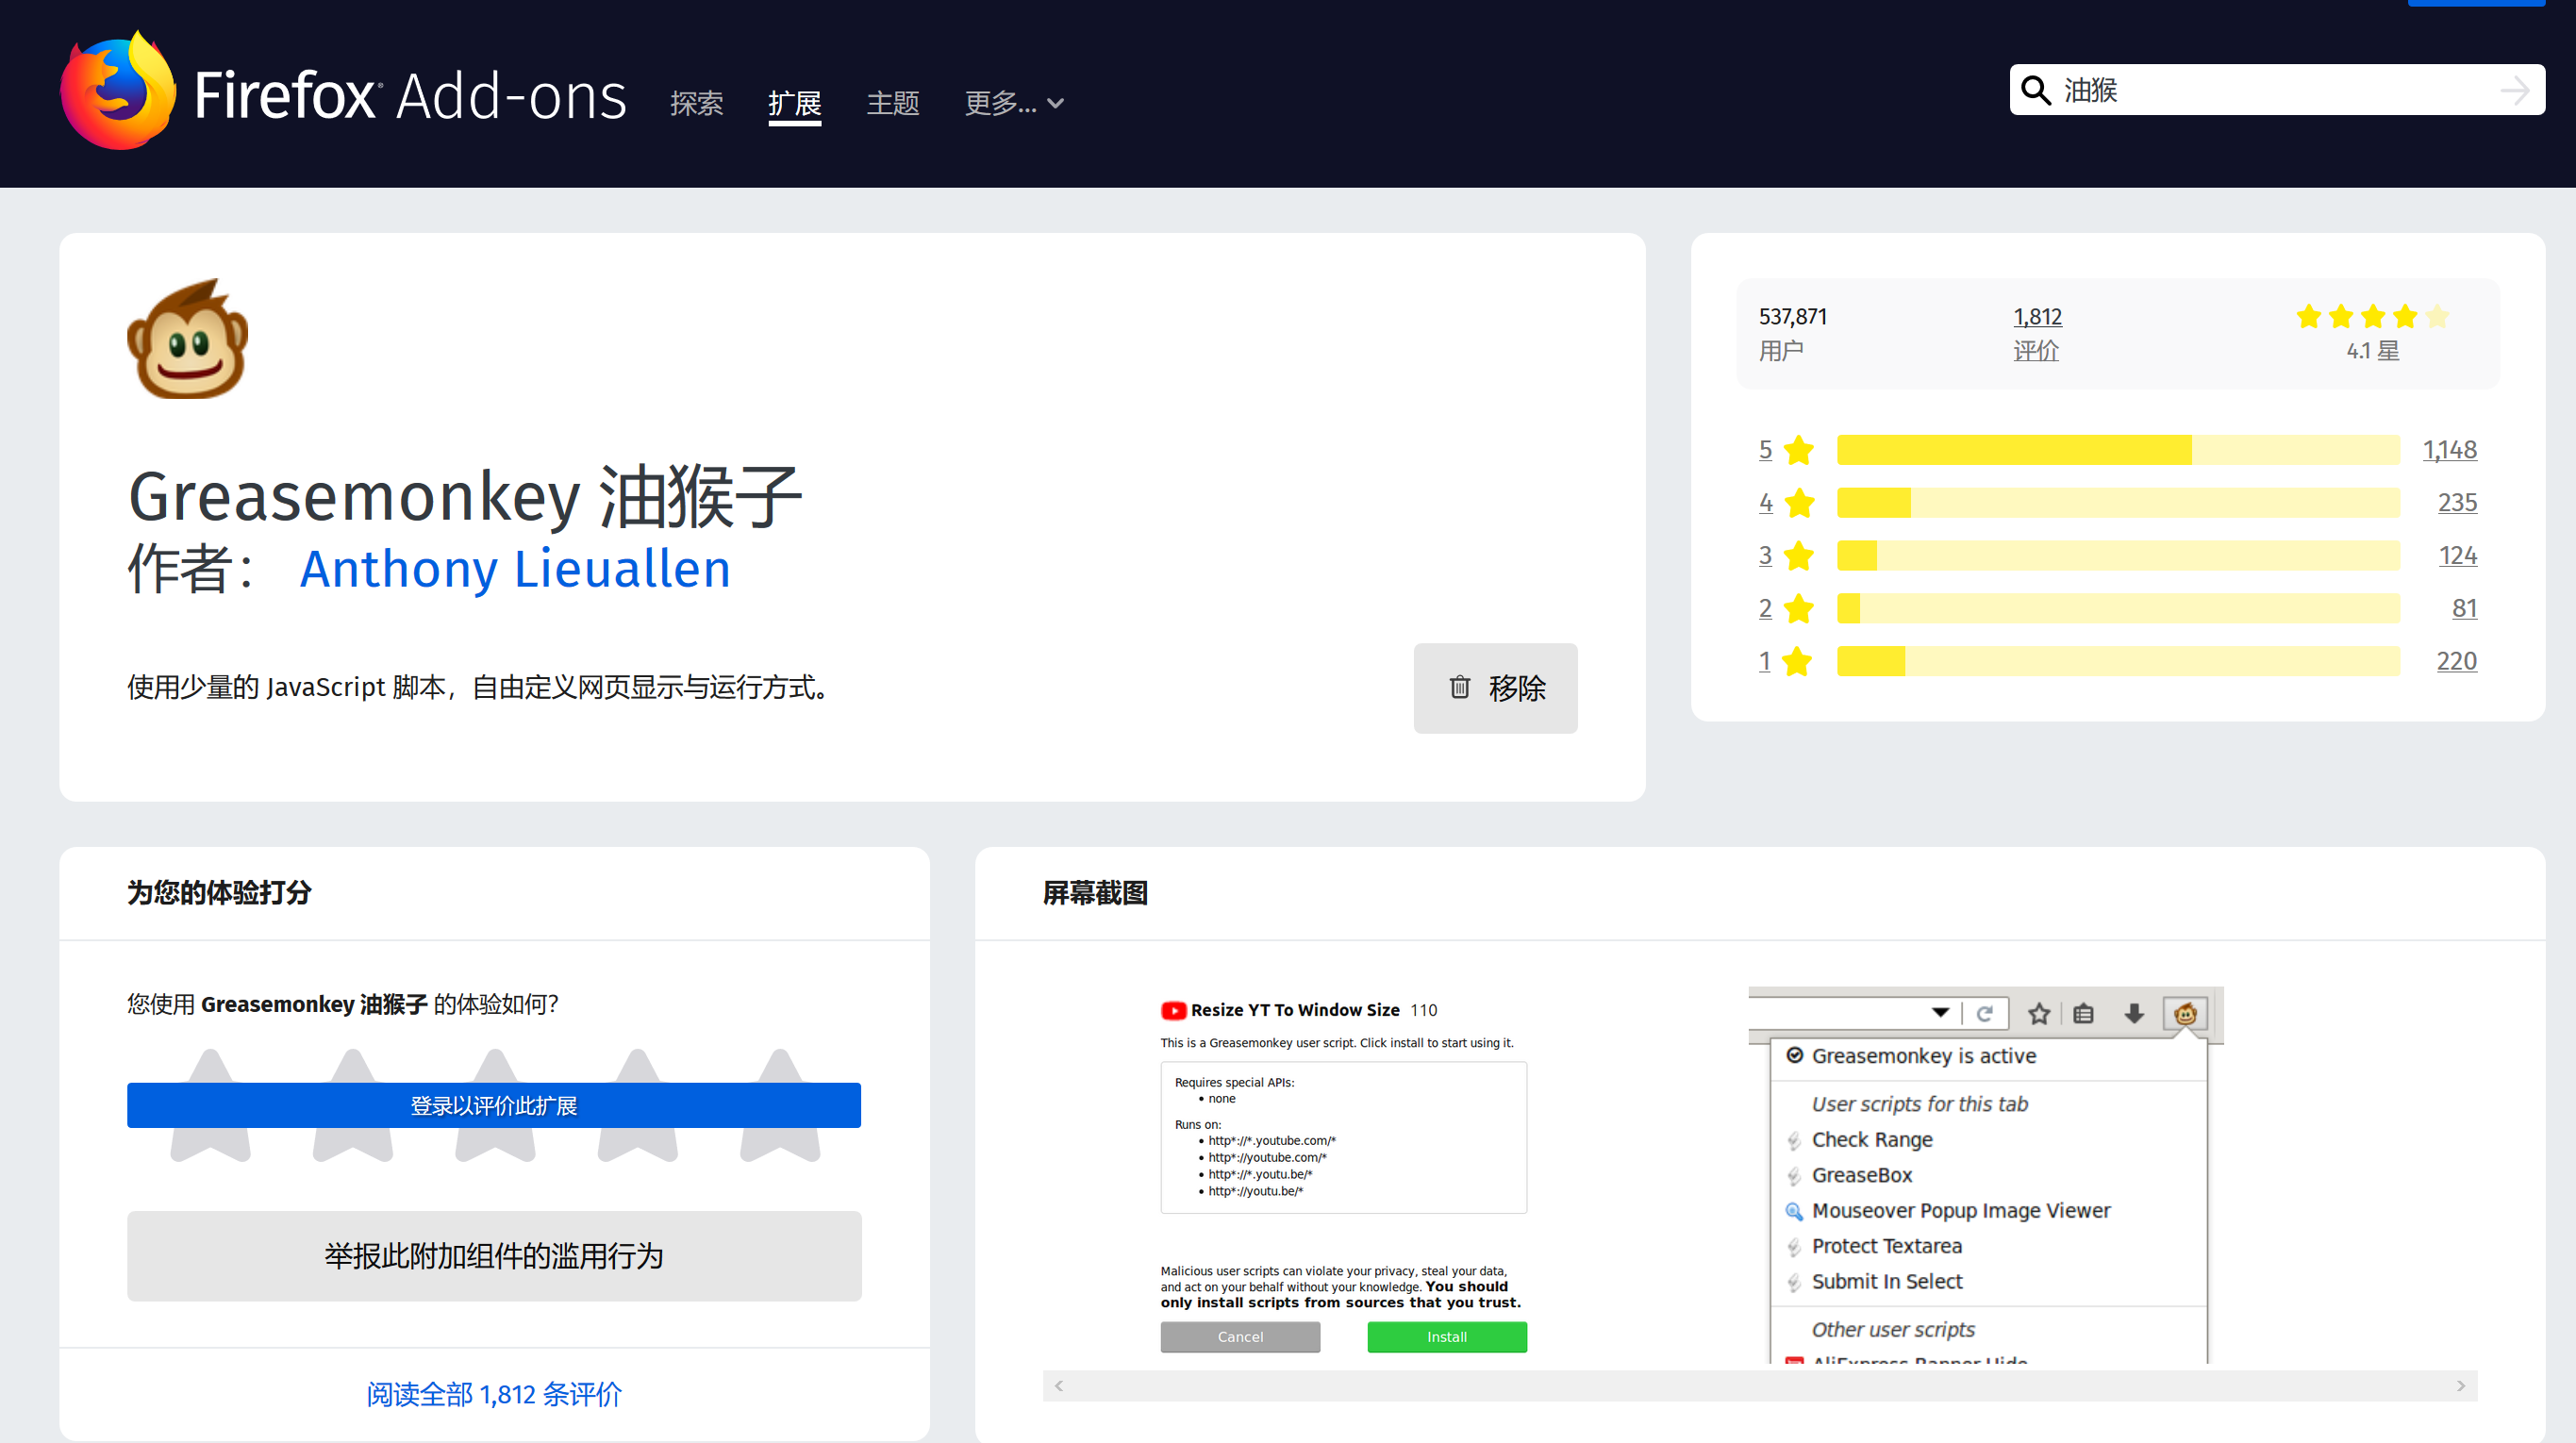 Firefox Add-ons
探索
扩展
主题
更多...
油猴
Greasemonkey 油猴子
作者： Anthony Lieuallen
使用少量的 JavaScript 脚本，自由定义网页显示与运行方式。
移除
537,871
用户
1,812
评价
4.1 星
5 1,148
4 235
3 124
2 81
1 220
为您的体验打分
您使用 Greasemonkey 油猴子 的体验如何？
登录以评价此扩展
举报此附加组件的滥用行为
阅读全部 1,812 条评价
屏幕截图
Resize YT To Window Size 110
This is a Greasemonkey user script. Click install to start using it.
Requires special APIs:
• none
Runs on:
• http*://*.youtube.com/*
• http*://youtube.com/*
• http*://*.youtu.be/*
• http*://youtu.be/*
Malicious user scripts can violate your privacy, steal your data,
and act on your behalf without your knowledge. You should
only install scripts from sources that you trust.
Cancel
Install
Greasemonkey is active
User scripts for this tab
Check Range
GreaseBox
Mouseover Popup Image Viewer
Protect Textarea
Submit In Select
Other user scripts
AliExpress Banner Hide